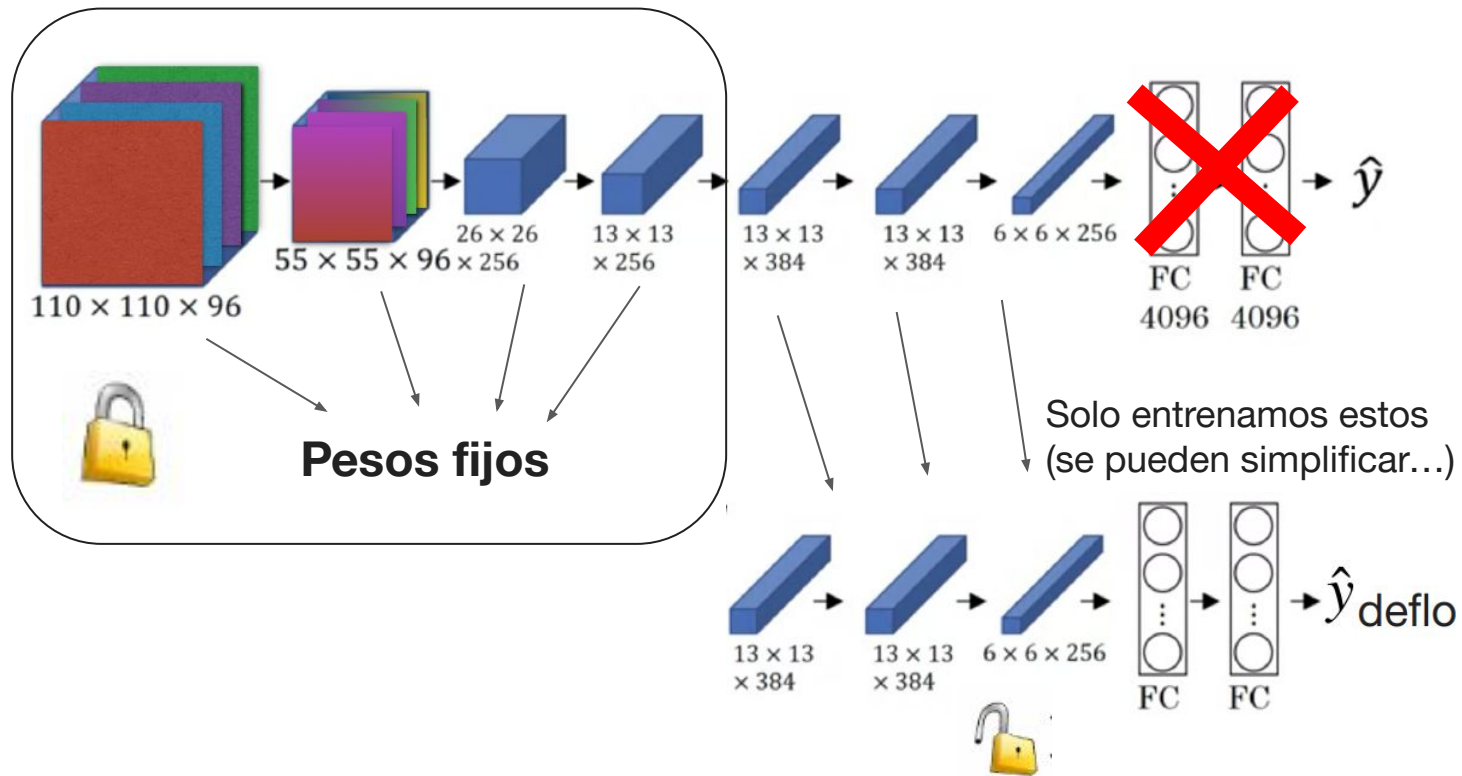 110 × 110 × 96
55 × 55 × 96
26 × 26
× 256
13 × 13
× 256
13 × 13
× 384
13 × 13
× 384
6 × 6 × 256
FC
4096
FC
4096
ŷ
Pesos fijos
Solo entrenamos estos
(se pueden simplificar...)
13 × 13
× 384
13 × 13
× 384
6 × 6 × 256
FC
FC
ŷ deflo